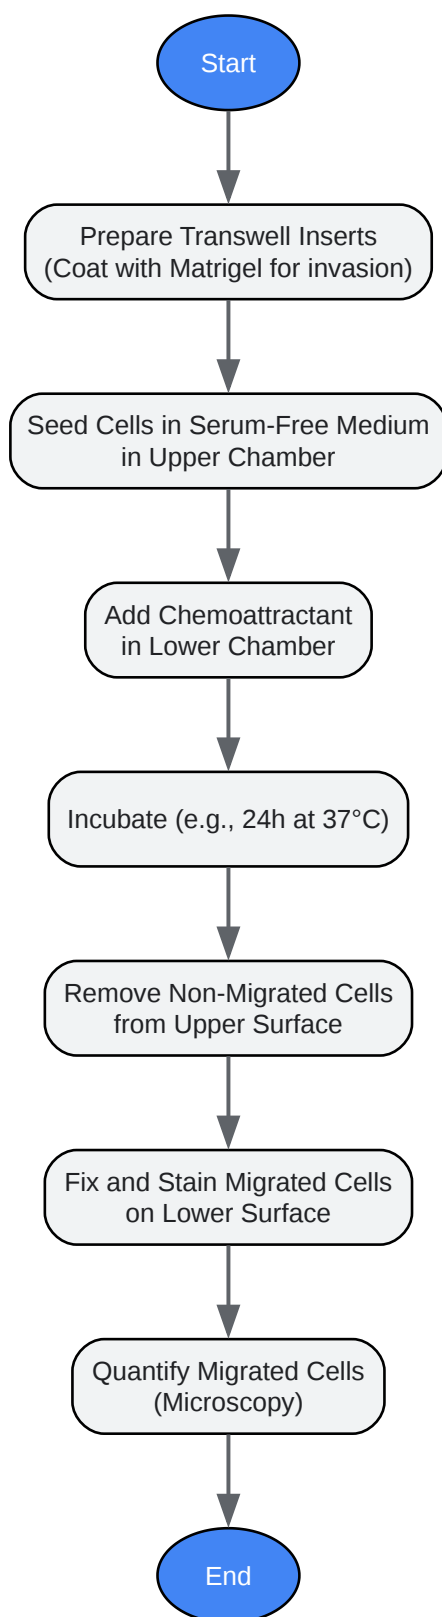 Start
Prepare Transwell Inserts
(Coat with Matrigel for invasion)
Seed Cells in Serum-Free Medium
in Upper Chamber
Add Chemoattractant
in Lower Chamber
Incubate (e.g., 24h at 37°C)
Remove Non-Migrated Cells
from Upper Surface
Fix and Stain Migrated Cells
on Lower Surface
Quantify Migrated Cells
(Microscopy)
End